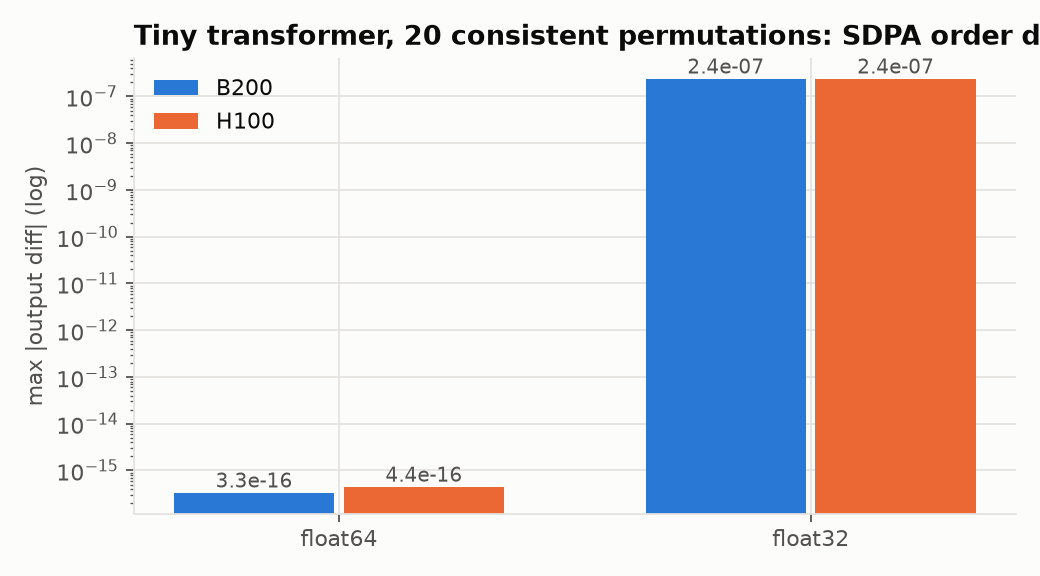 Tiny transformer, 20 consistent permutations: SDPA order d
2.4e-07
2.4e-07
B200
H100
10⁻⁷
10⁻⁸
10⁻⁹
10⁻¹⁰
10⁻¹¹
10⁻¹²
10⁻¹³
10⁻¹⁴
10⁻¹⁵
max |output diff| (log)
3.3e-16
4.4e-16
float64
float32